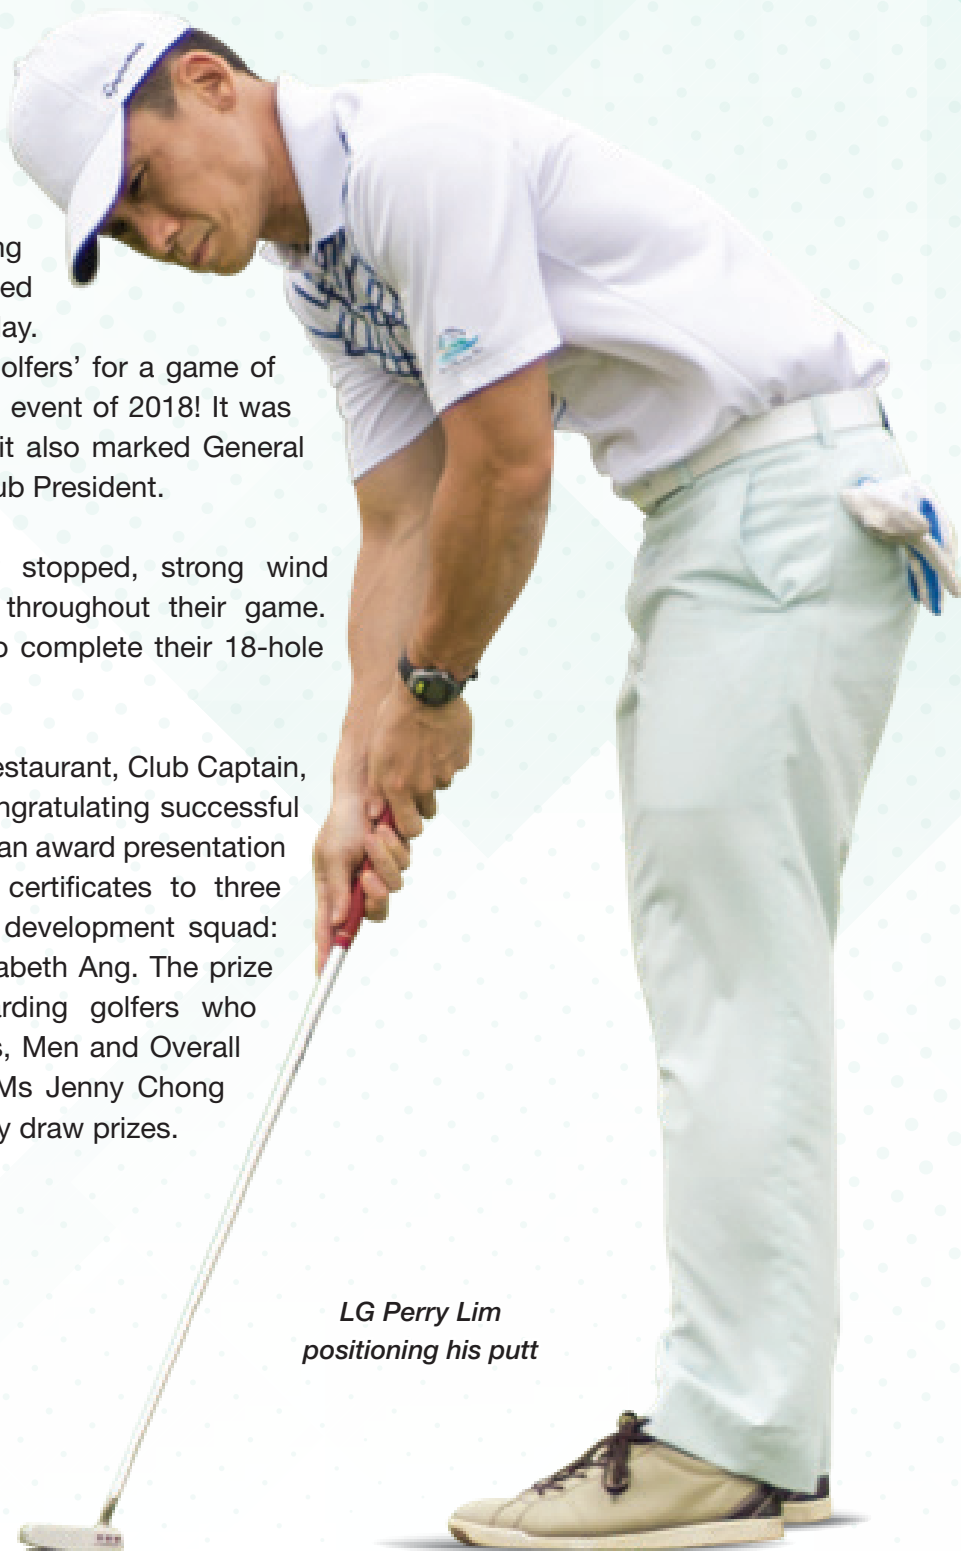 ng
ed
lay.
olfers’ for a game of
event of 2018! It was
it also marked General
ub President.
stopped, strong wind
throughout their game.
o complete their 18-hole
estaurant, Club Captain,
ngratulating successful
an award presentation
certificates to three
development squad:
abeth Ang. The prize
arding golfers who
s, Men and Overall
Ms Jenny Chong
y draw prizes.
LG Perry Lim
positioning his putt